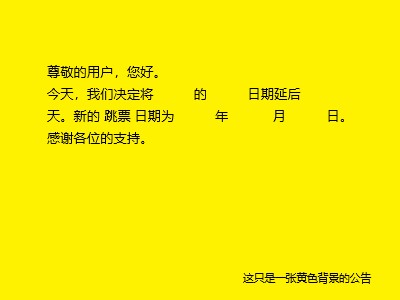 尊敬的用户，您好。
今天，我们决定将　　　的　　　日期延后
天。新的 跳票 日期为　　　年　　　月　　　日。
感谢各位的支持。
这只是一张黄色背景的公告